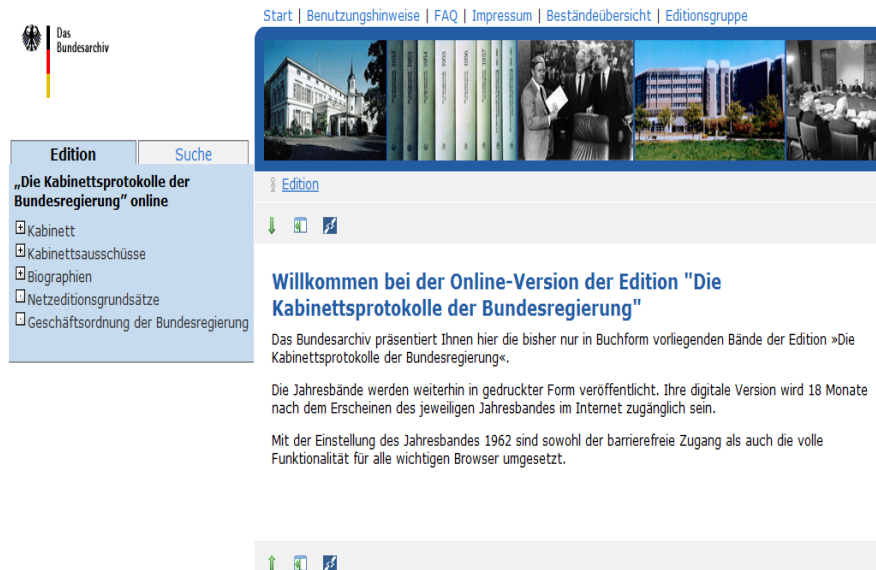 Das
Bundesarchiv
Start | Benutzungshinweise | FAQ | Impressum | Beständeübersicht | Editionsgruppe
1955
1956
1957
Edition
Suche
„Die Kabinettsprotokolle der
Bundesregierung" online
Kabinett
Kabinettsausschüsse
Biographien
Netzeditionsgrundsätze
Geschäftsordnung der Bundesregierung
Edition
Willkommen bei der Online-Version der Edition "Die
Kabinettsprotokolle der Bundesregierung"
Das Bundesarchiv präsentiert Ihnen hier die bisher nur in Buchform vorliegenden Bände der Edition »Die
Kabinettsprotokolle der Bundesregierung«.
Die Jahresbände werden weiterhin in gedruckter Form veröffentlicht. Ihre digitale Version wird 18 Monate
nach dem Erscheinen des jeweiligen Jahresbandes im Internet zugänglich sein.
Mit der Einstellung des Jahresbandes 1962 sind sowohl der barrierefreie Zugang als auch die volle
Funktionalität für alle wichtigen Browser umgesetzt.